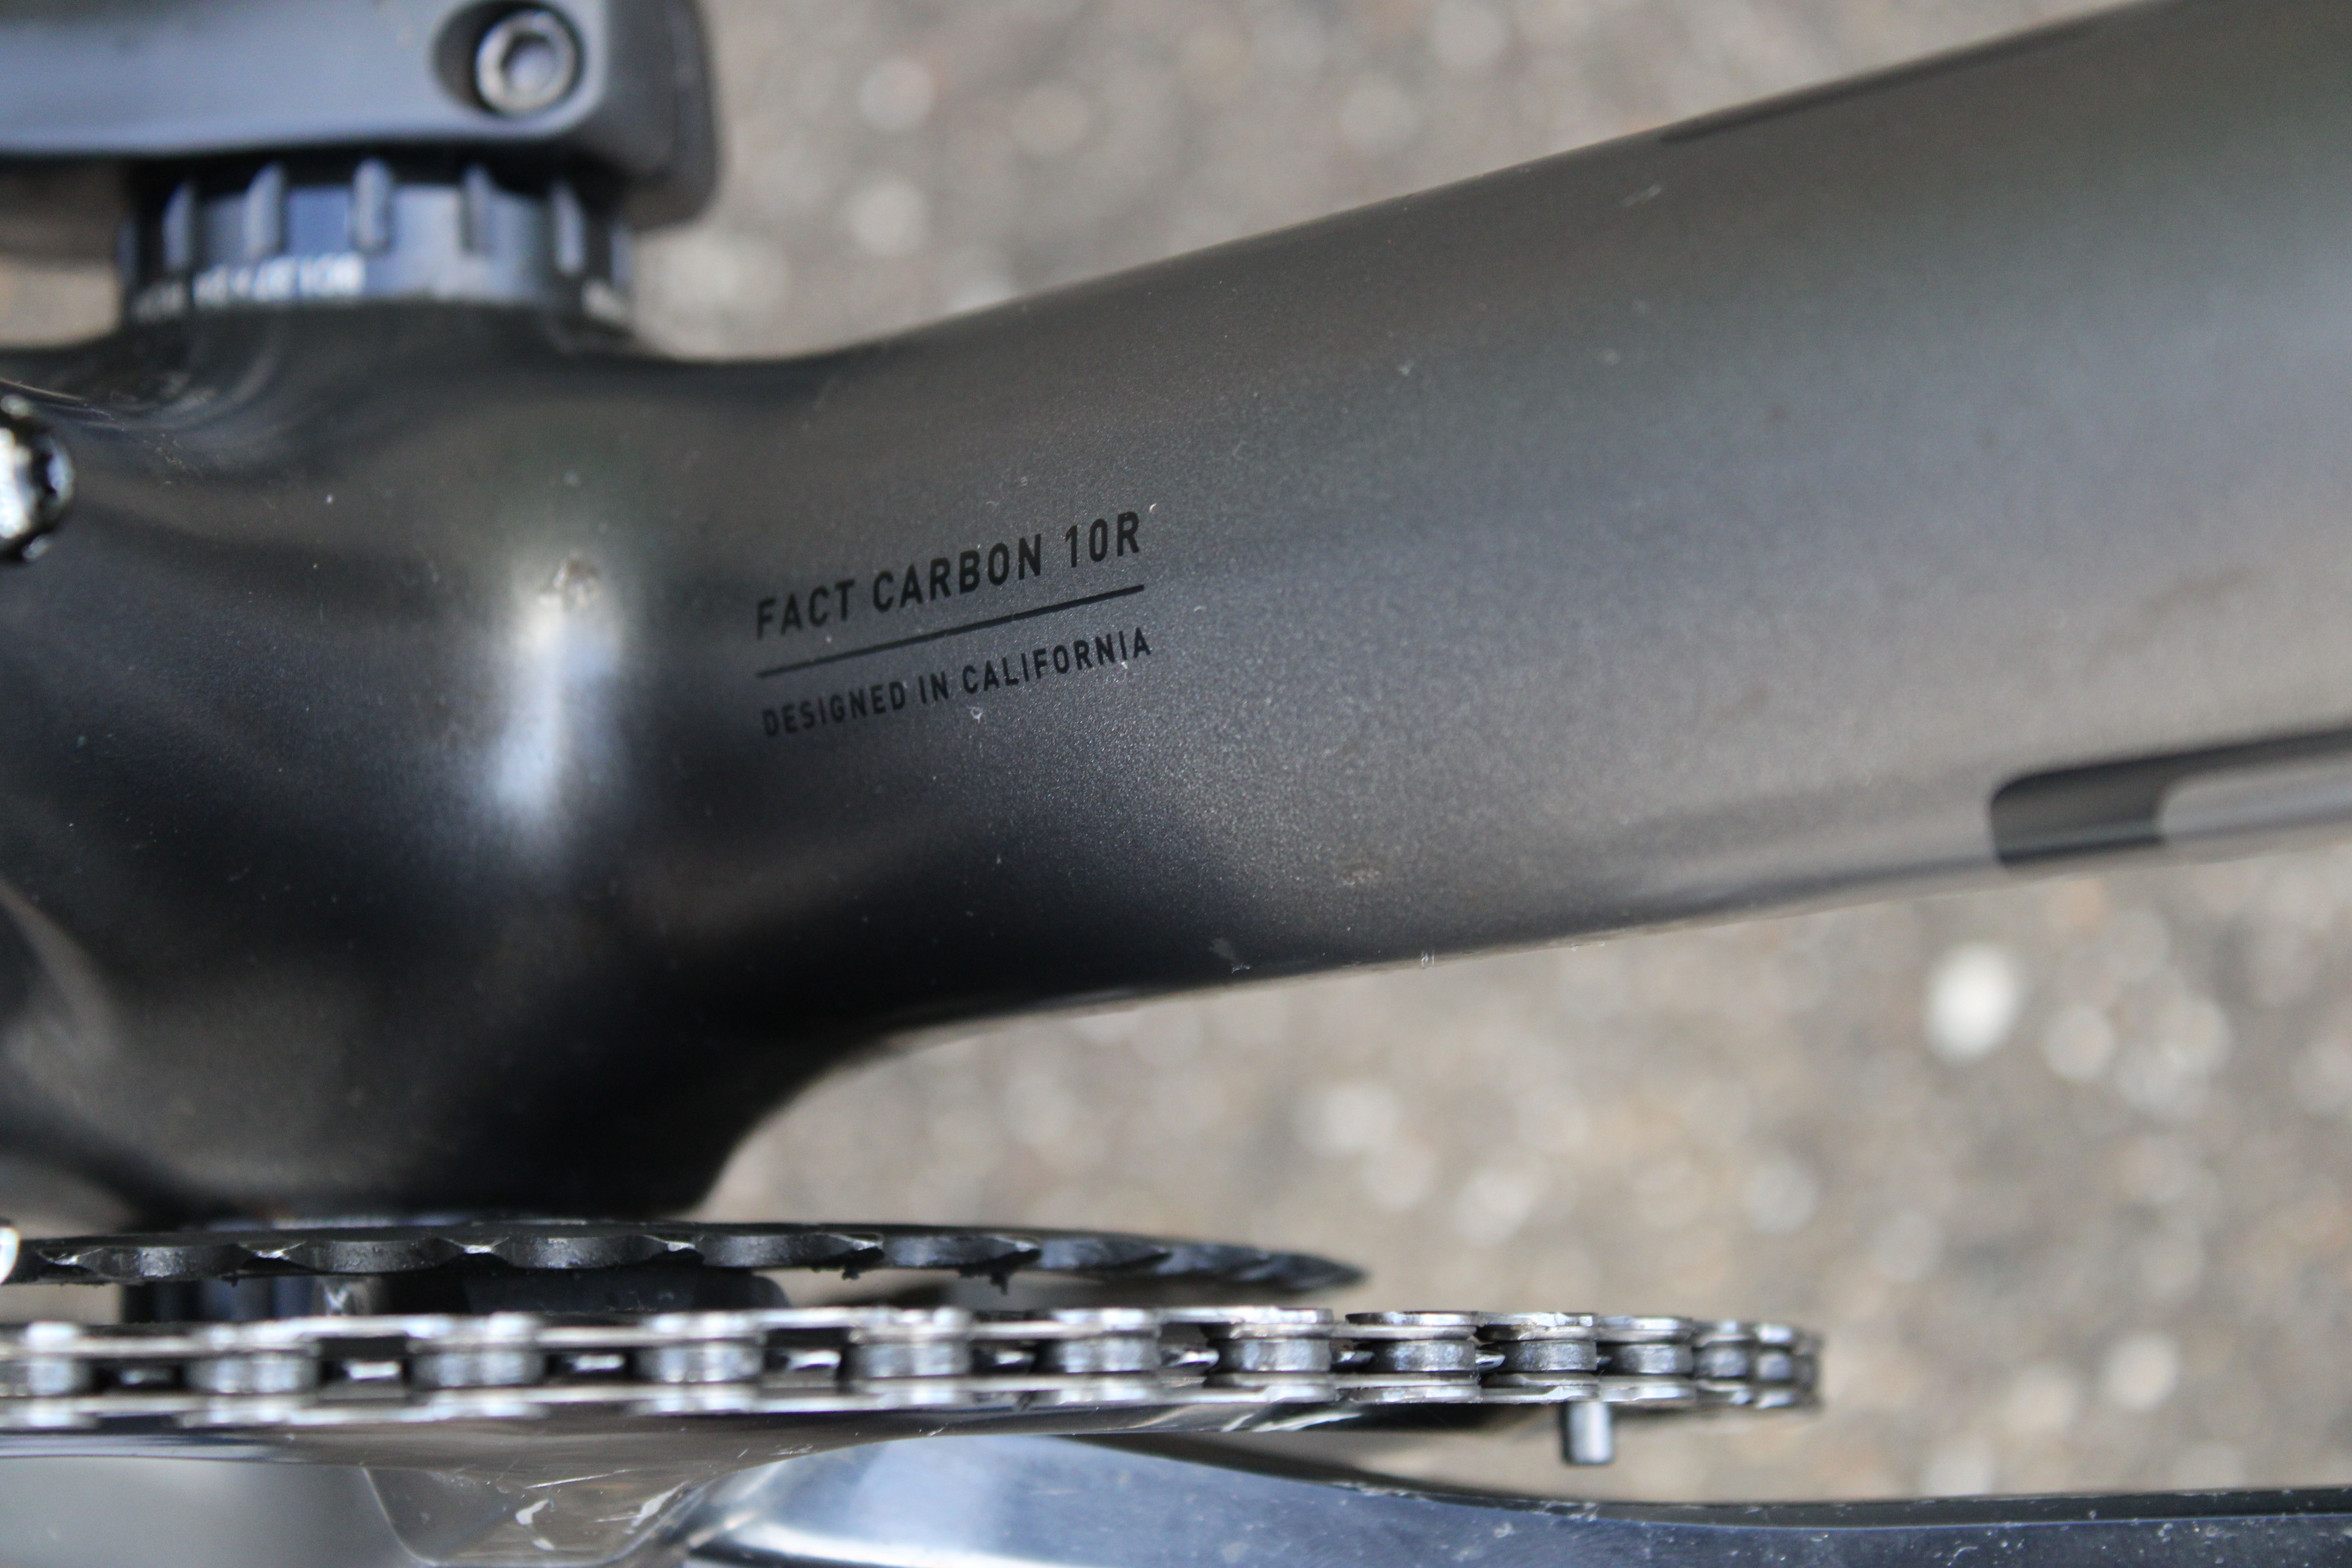 FACT CARBON 10R
DESIGNED IN CALIFORNIA